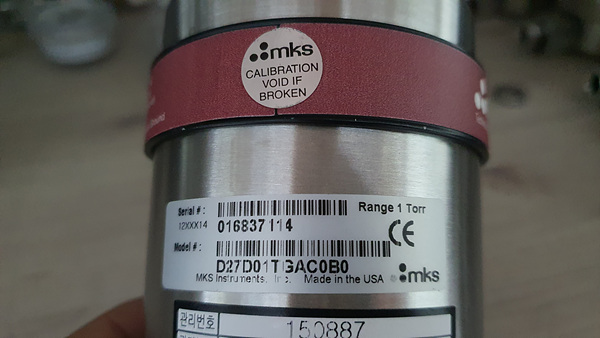 mks
CALIBRATION
VOID IF
BROKEN
Serial # :
Range 1 Torr
12XXX14 016837114
CE
Model # :
D27D01TGAC0B0
MKS Instruments, Inc. Made in the USA
mks
관리번호 150887